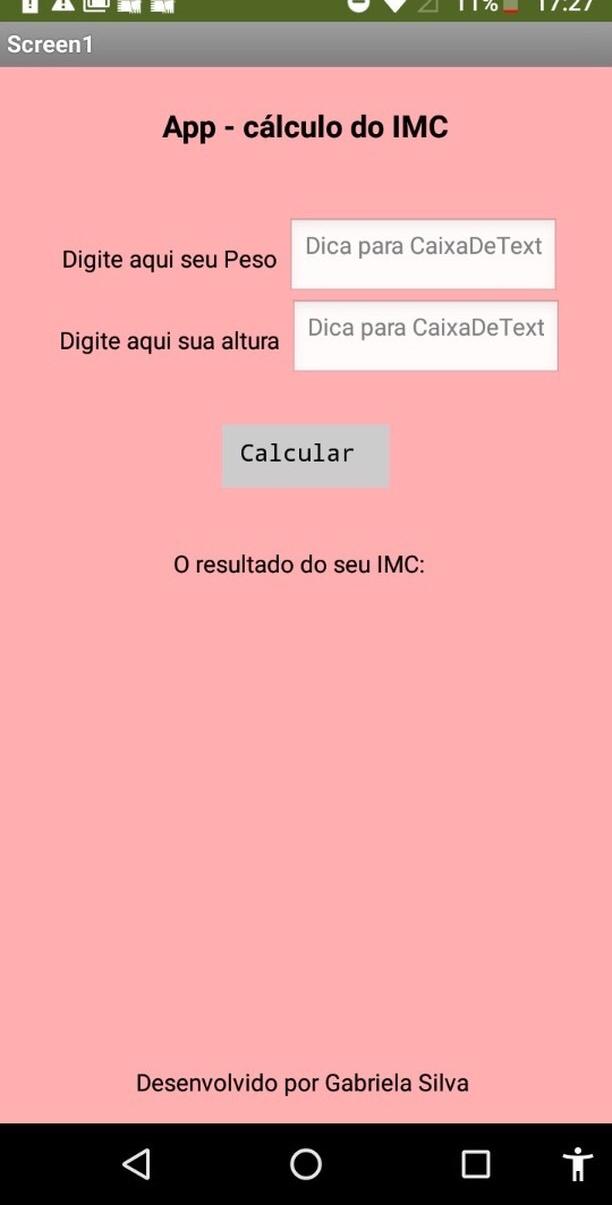 11% 17:27
Screen1
App - cálculo do IMC
Digite aqui seu Peso
Dica para CaixaDeText
Digite aqui sua altura
Dica para CaixaDeText
Calcular
O resultado do seu IMC:
Desenvolvido por Gabriela Silva